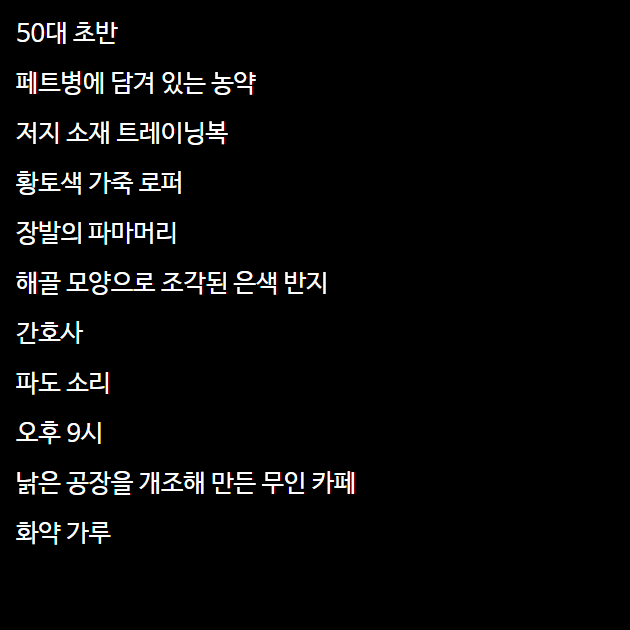 50대 초반
페트병에 담겨 있는 농약
저지 소재 트레이닝복
황토색 가죽 로퍼
장발의 파마머리
해골 모양으로 조각된 은색 반지
간호사
파도 소리
오후 9시
낡은 공장을 개조해 만든 무인 카페
화약 가루